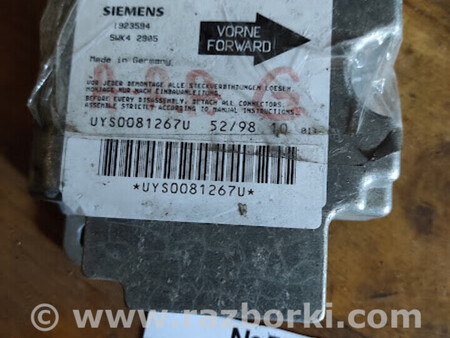 SIEMENS
5WK4 2905
Made in Germany
VORNE
FORWARD
VOR JEDER DEMONTAGE ALLE STECKVERBINDUNGEN LOESEN.
MONTAGE NUR NACH EINBAUANLEITUNG.
BEFORE EVERY DISASSEMBLY, DETACH ALL CONNECTORS.
ASSEMBLE STRICTLY ACCORDING TO MANUAL INSTRUCTIONS.
UYS0081267U 52/98 10
*UYS0081267U*
© www.razborki.com